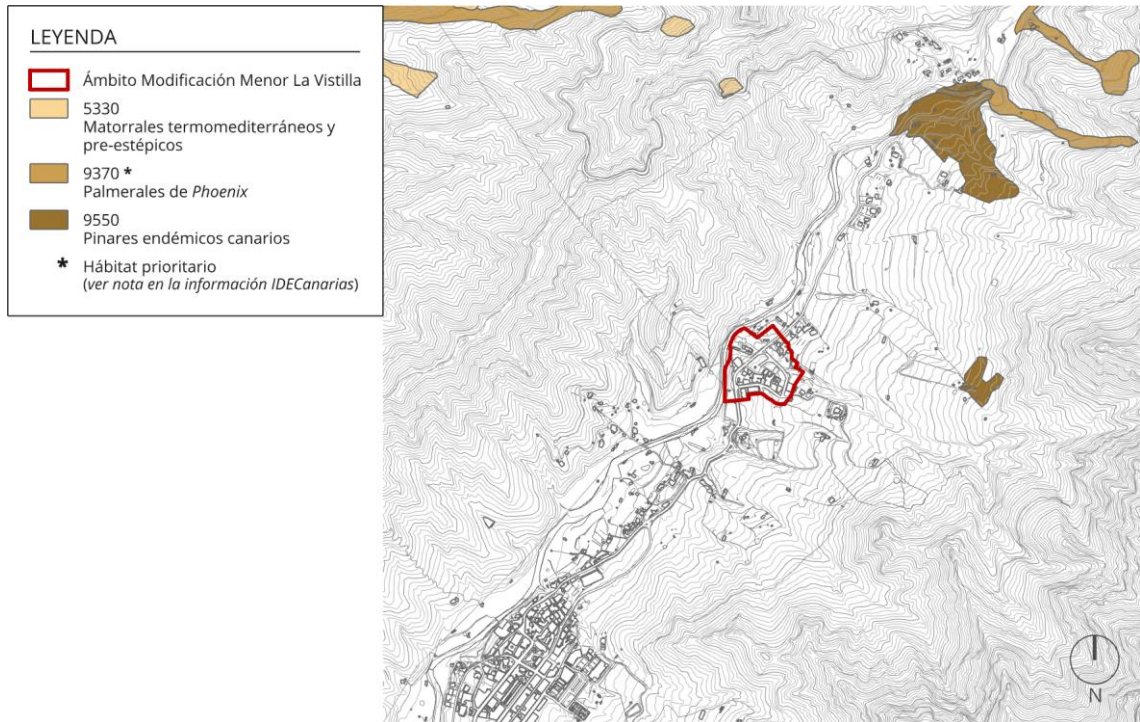 LEYENDA
Ámbito Modificación Menor La Vistilla
5330
Matorrales termomediterráneos y
pre-estépicos
9370 *
Palmerales de Phoenix
9550
Pinares endémicos canarios
* Hábitat prioritario
(ver nota en la información IDECanarias)
N